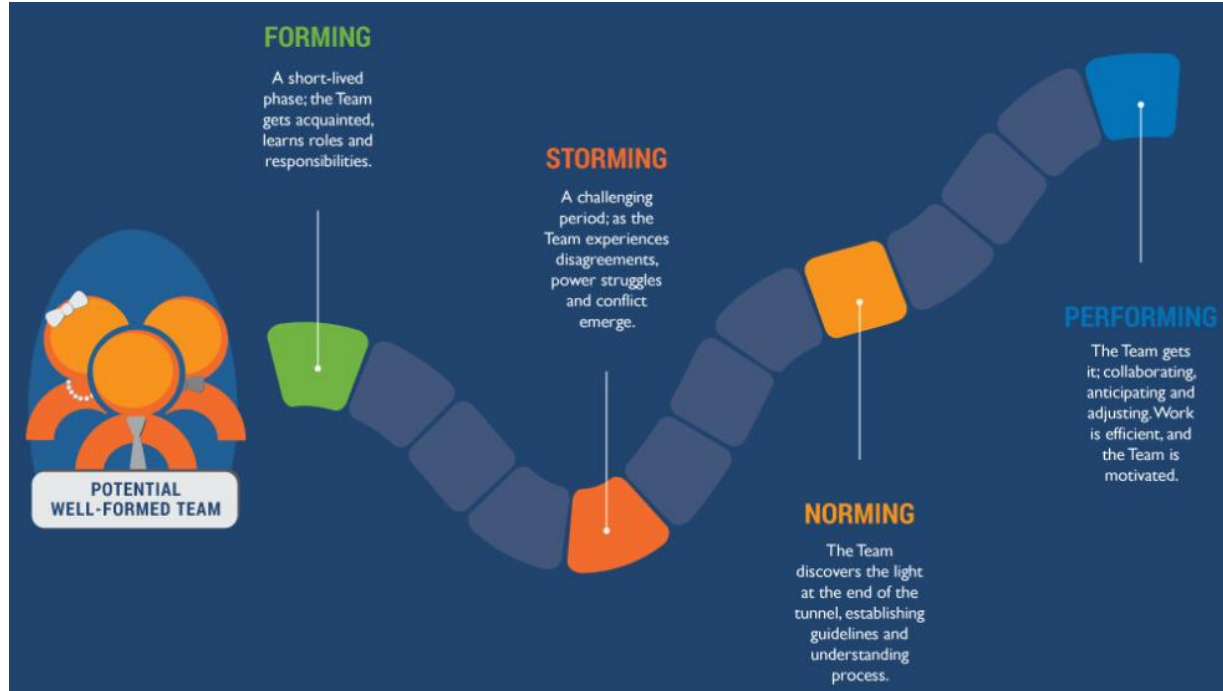 FORMING
A short-lived
phase; the Team
gets acquainted,
learns roles and
responsibilities.
STORMING
A challenging
period; as the
Team experiences
disagreements,
power struggles
and conflict
emerge.
POTENTIAL
WELL-FORMED TEAM
NORMING
The Team
discovers the light
at the end of the
tunnel, establishing
guidelines and
understanding
process.
PERFORMING
The Team gets
it; collaborating,
anticipating and
adjusting. Work
is efficient, and
the Team is
motivated.